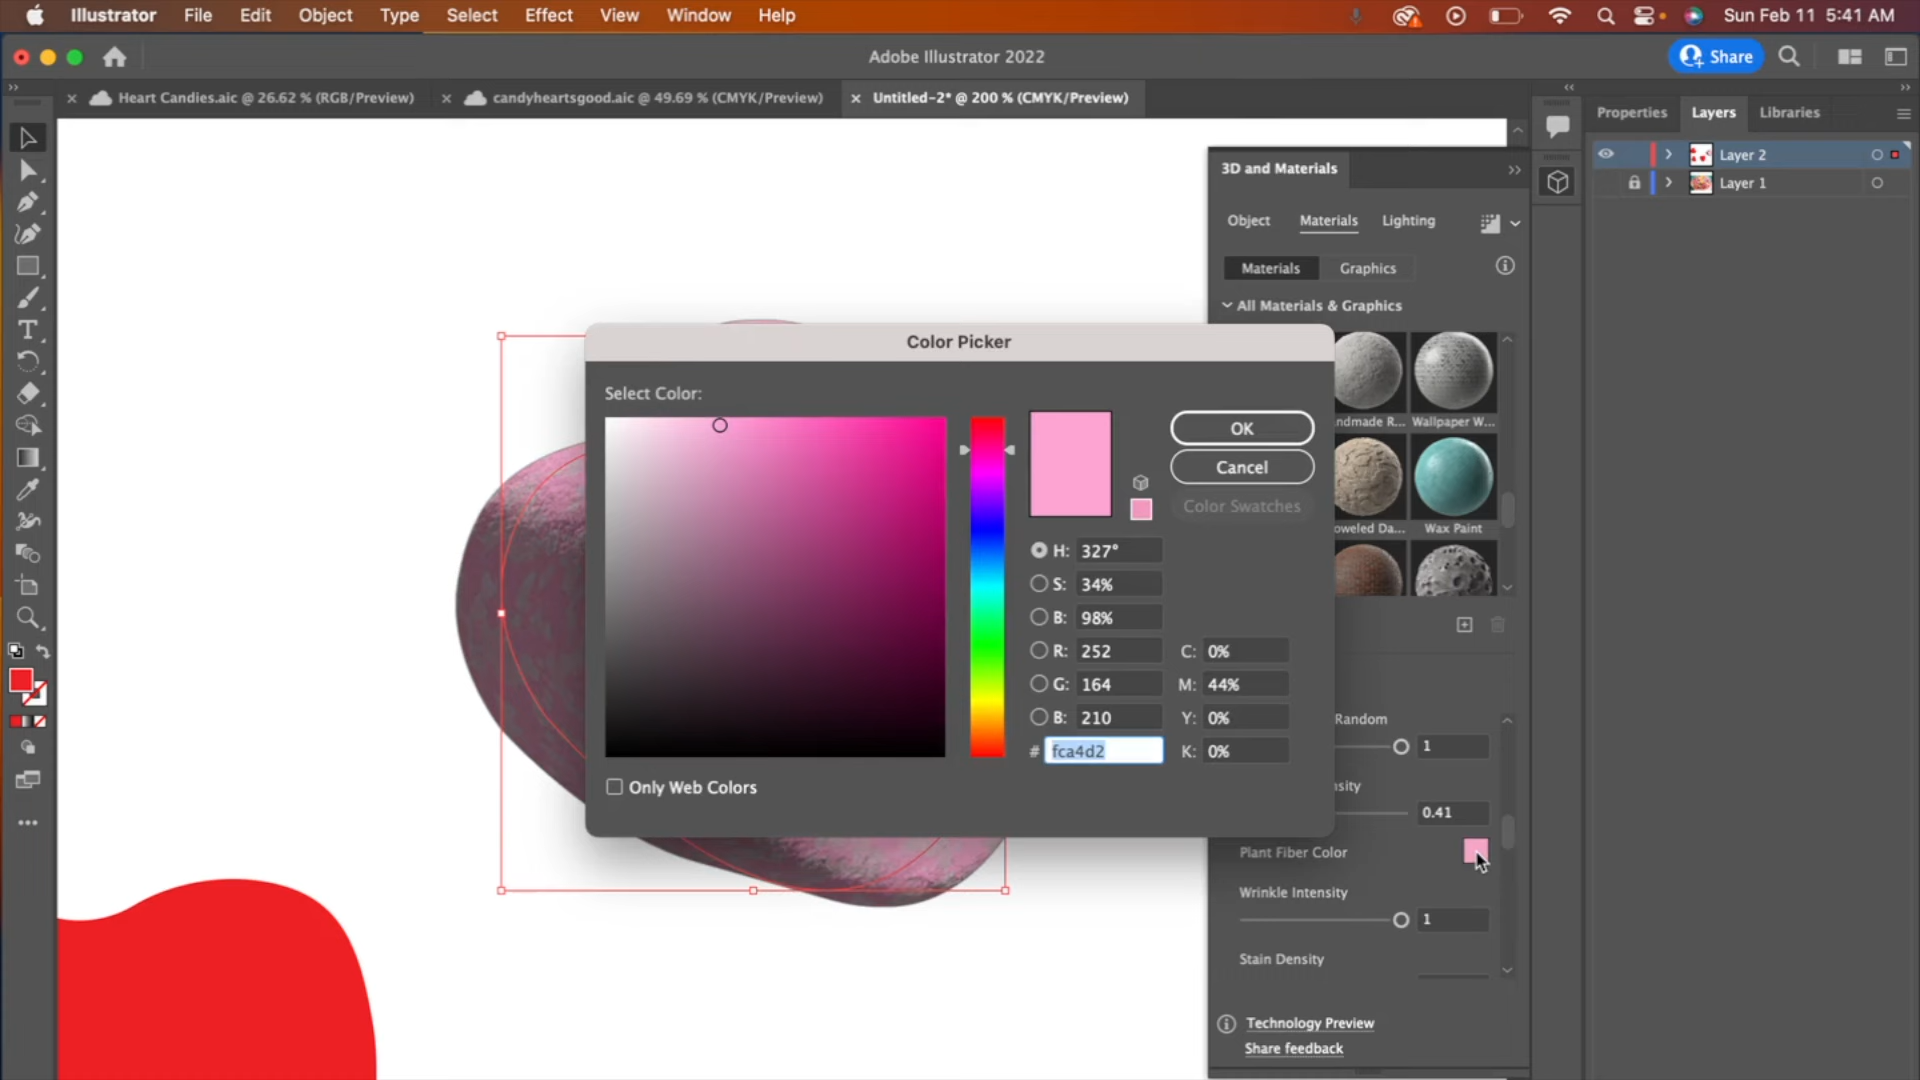 Illustrator File Edit Object Type Select Effect View Window Help Sun Feb 11 5:41 AM
Adobe Illustrator 2022
Share
Heart Candies.aic @ 26.62 % (RGB/Preview)
candyheartsgood.aic @ 49.69 % (CMYK/Preview)
Untitled-2* @ 200 % (CMYK/Preview)
Properties Layers Libraries
Layer 2
Layer 1
3D and Materials
Object Materials Lighting
Materials Graphics
All Materials & Graphics
ndmade R... Wallpaper W...
oweled Da... Wax Paint
Color Picker
Select Color:
OK
Cancel
Color Swatches
H: 327°
S: 34%
B: 98%
R: 252 C: 0%
G: 164 M: 44%
B: 210 Y: 0%
# fca4d2 K: 0%
Only Web Colors
Random
1
sity
0.41
Plant Fiber Color
Wrinkle Intensity
1
Stain Density
Technology Preview
Share feedback